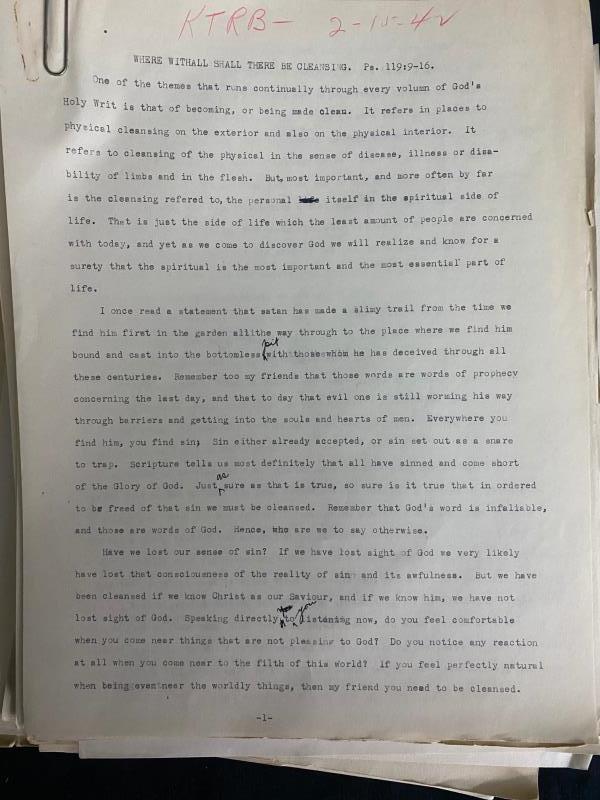 KTRB- 2-15-42
WHERE WITHALL SHALL THERE BE CLEANSING. Ps. 119:9-16.
One of the themes that runs continually through every volumn of God's
Holy Writ is that of becoming, or being made clean. It refers in places to
physical cleansing on the exterior and also on the physical interior. It
refers to cleansing of the physical in the sense of disease, illness or disa-
bility of limbs and in the flesh. But, most important, and more often by far
is the cleansing refered to, the personal life itself in the spiritual side of
life. That is just the side of life which the least amount of people are concerned
with today, and yet as we come to discover God we will realize and know for a
surety that the spiritual is the most important and the most essential part of
life.
I once read a statement that satan has made a slimy trail from the time we
find him first in the garden all the way through to the place where we find him
bound and cast into the bottomless pit with those whom he has deceived through all
these centuries. Remember too my friends that those words are words of prophecy
concerning the last day, and that to day that evil one is still worming his way
through barriers and getting into the souls and hearts of men. Everywhere you
find him, you find sin; Sin either already accepted, or sin set out as a snare
to trap. Scripture tells us most definitely that all have sinned and come short
of the Glory of God. Just as sure as that is true, so sure is it true that in ordered
to be freed of that sin we must be cleansed. Remember that God's word is infaliable,
and those are words of God. Hence, who are we to say otherwise.
Have we lost our sense of sin? If we have lost sight of God we very likely
have lost that consciousness of the reality of sin and its awfulness. But we have
been cleansed if we know Christ as our Saviour, and if we know him, we have not
lost sight of God. Speaking directly to you listening now, do you feel comfortable
when you come near things that are not pleasing to God? Do you notice any reaction
at all when you come near to the filth of this world? If you feel perfectly natural
when being even near the worldly things, then my friend you need to be cleansed.
-1-